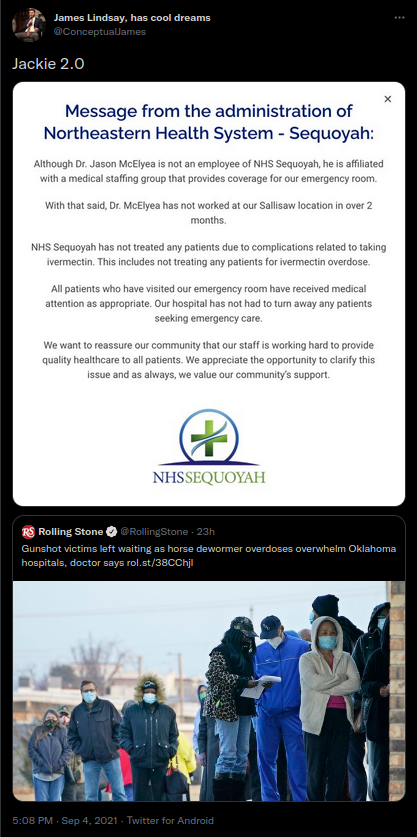 James Lindsay, has cool dreams
@ConceptualJames
Jackie 2.0
Message from the administration of
Northeastern Health System - Sequoyah:
Although Dr. Jason McElyea is not an employee of NHS Sequoyah, he is affiliated
with a medical staffing group that provides coverage for our emergency room.
With that said, Dr. McElyea has not worked at our Sallisaw location in over 2
months.
NHS Sequoyah has not treated any patients due to complications related to taking
ivermectin. This includes not treating any patients for ivermectin overdose.
All patients who have visited our emergency room have received medical
attention as appropriate. Our hospital has not had to turn away any patients
seeking emergency care.
We want to reassure our community that our staff is working hard to provide
quality healthcare to all patients. We appreciate the opportunity to clarify this
issue and as always, we value our community's support.
NHSSEQUOYAH
RS Rolling Stone @RollingStone · 23h
Gunshot victims left waiting as horse dewormer overdoses overwhelm Oklahoma
hospitals, doctor says rol.st/38CChjl
5:08 PM · Sep 4, 2021 · Twitter for Android